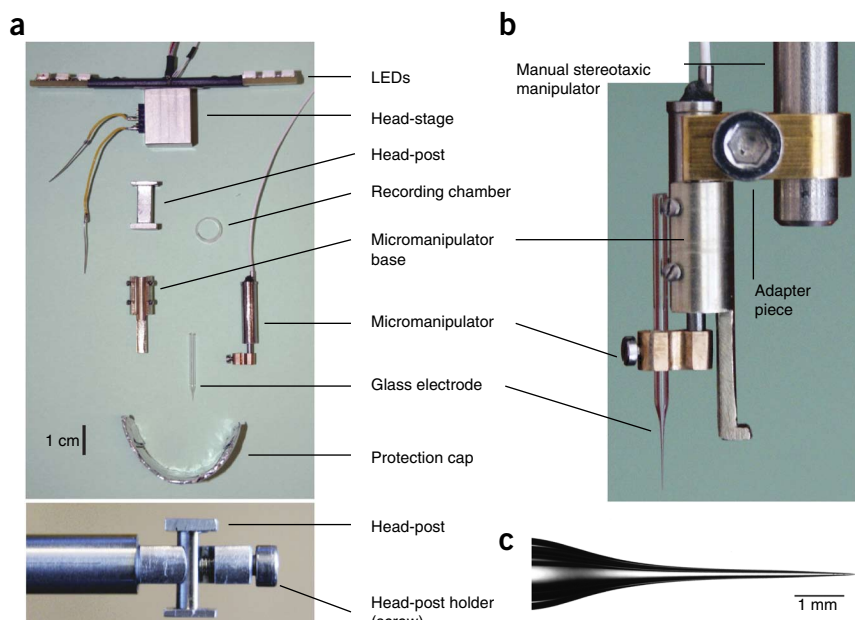 a
LEDs
Head-stage
Head-post
Recording chamber
Micromanipulator
base
Micromanipulator
Glass electrode
1 cm
Protection cap
Head-post
Head-post holder
(screw)
b
Manual stereotaxic
manipulator
Adapter
piece
c
1 mm